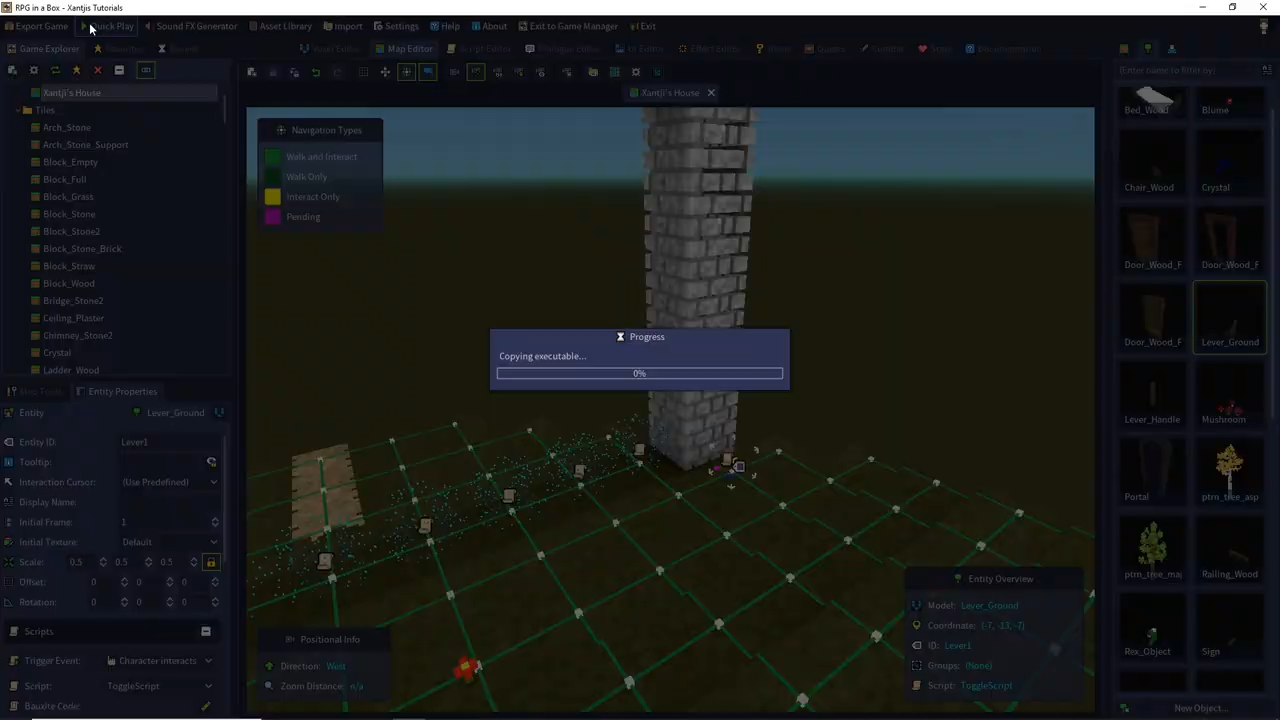 RPG in a Box - Xantjis Tutorials
Export Game Quick Play Sound FX Generator Asset Library Import Settings Help About Exit to Game Manager Exit
Game Explorer Map Editor Script Editor
Xantji's House
Xantji's House
Enter name to filter by
Tiles
Arch_Stone
Arch_Stone_Support
Block_Empty
Block_Full
Block_Grass
Block_Stone
Block_Stone2
Block_Stone_Brick
Block_Straw
Block_Wood
Bridge_Stone2
Ceiling_Plaster
Chimney_Stone2
Crystal
Ladder_Wood
Navigation Types
Walk and Interact
Walk Only
Interact Only
Pending
Progress
Copying executable...
0%
Bed_Wood Blume
Chair_Wood Crystal
Door_Wood_F Door_Wood_F
Door_Wood_F Lever_Ground
Lever_Handle Mushroom
Portal ptrn_tree_asp
ptrn_tree_ma Railing_Wood
Rex_Object Sign
New Object...
Entity Properties
Entity Lever_Ground
Entity ID: Lever1
Tooltip:
Interaction Cursor: (Use Predefined)
Display Name:
Initial Frame: 1
Initial Texture: Default
Scale: 0.5 0.5 0.5
Offset: 0 0 0
Rotation: 0 0 0
Scripts
Trigger Event: Character interacts
Script: ToggleScript
Bauxite Code:
Positional Info
Direction: West
Zoom Distance: n/a
Entity Overview
Model: Lever_Ground
Coordinate: (-7, -13, -7)
ID: Lever1
Groups: (None)
Script: ToggleScript